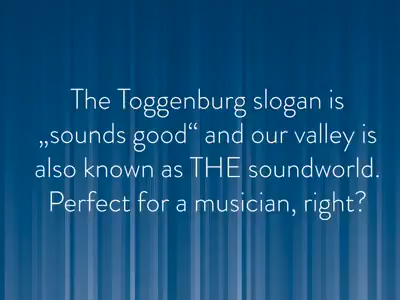 The Toggenburg slogan is
„sounds good“ and our valley is
also known as THE soundworld.
Perfect for a musician, right?